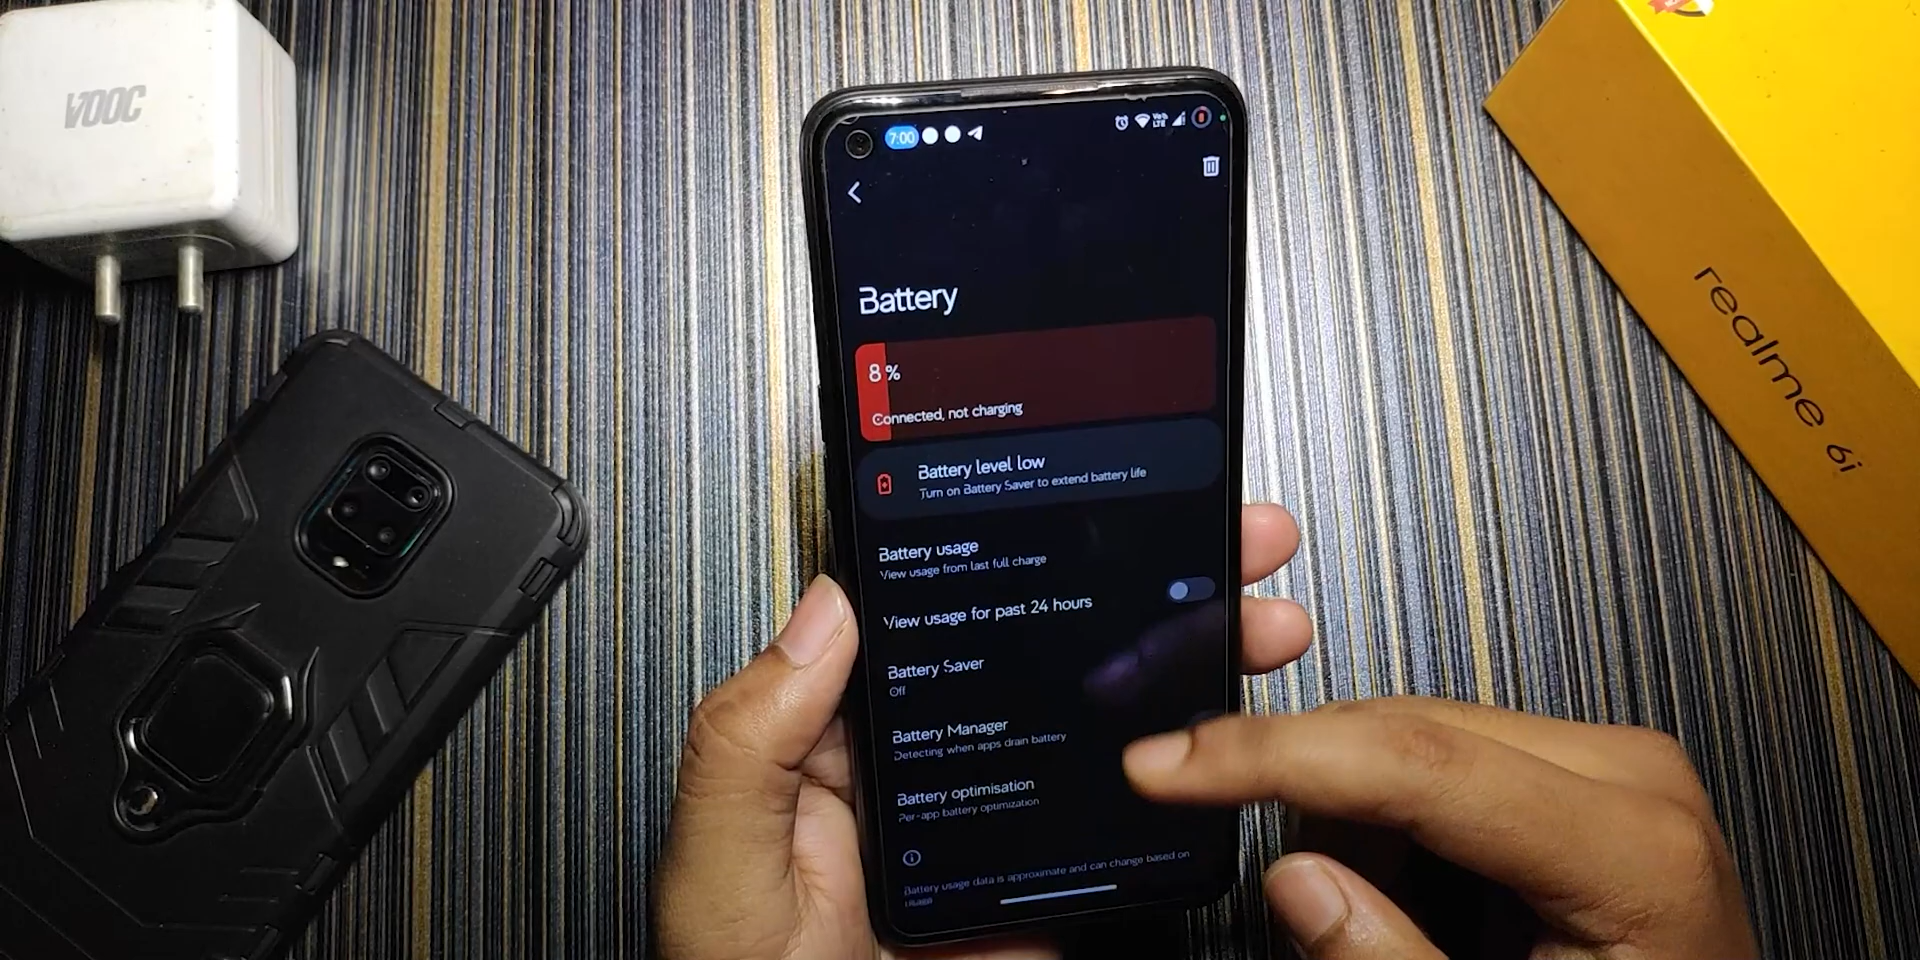 VOOC
7:00
Vo))
LTE
Battery
8 %
Connected, not charging
Battery level low
Turn on Battery Saver to extend battery life
Battery usage
View usage from last full charge
View usage for past 24 hours
Battery Saver
Off
Battery Manager
Detecting when apps drain battery
Battery optimisation
Per-app battery optimization
Battery usage data is approximate and can change based on
usage
realme 6i